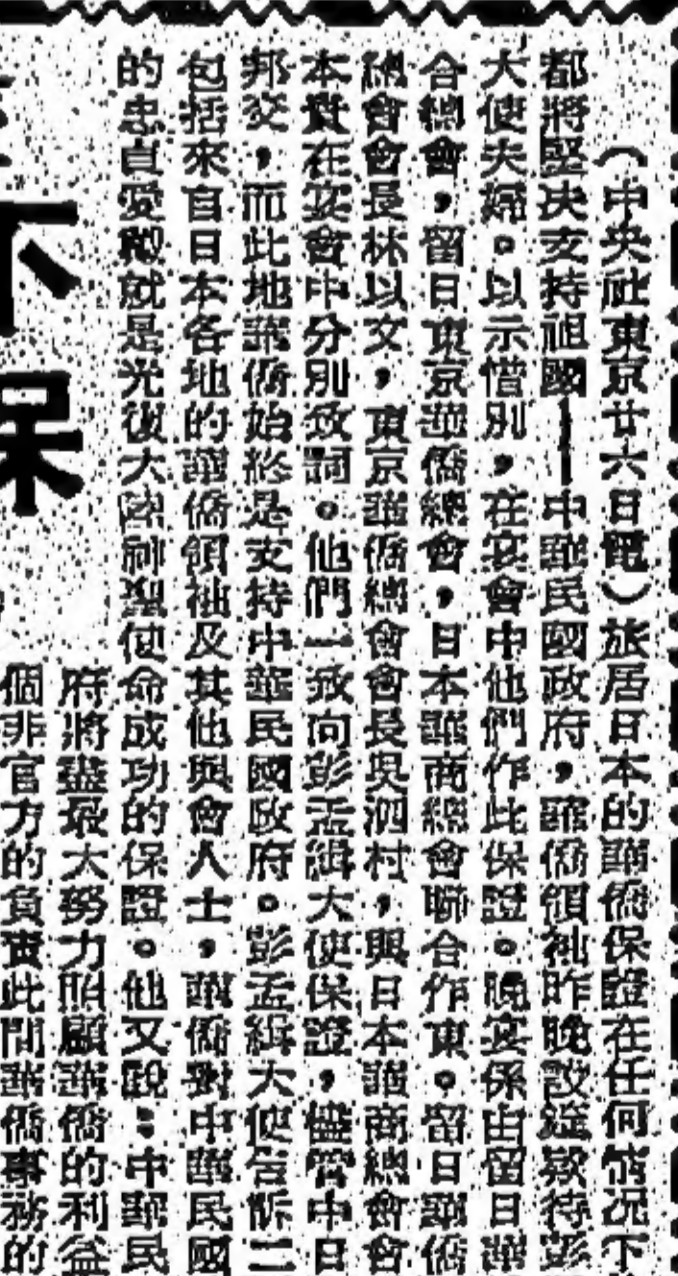 （中央社東京廿六日電）旅居日本的華僑保證在任何情况下
都將堅决支持祖國——中華民國政府，華僑領袖昨晚設筵欵待彭
大使夫婦。以示惜別，在宴會中他們作此保證。晚宴係由留日華
合總會，留日東京華僑總會，日本華商總會聯合作東。留日華僑
總會會長林以文，東京華僑總會會長吳泗村，與日本華商總會會
本實在宴會中分別致詞。他們一致向彭孟緝大使保證，儘管中日
邦交，而此地華僑始終是支持中華民國政府。彭孟緝大使告訴二
包括來自日本各地的華僑領袖及其他與會人士，華僑對中華民國
的忠貞愛戴就是光復大陸神聖使命成功的保證。他又說：中華民
府將盡最大努力照顧華僑的利益
個非官方的負責此間華僑事務的
下保